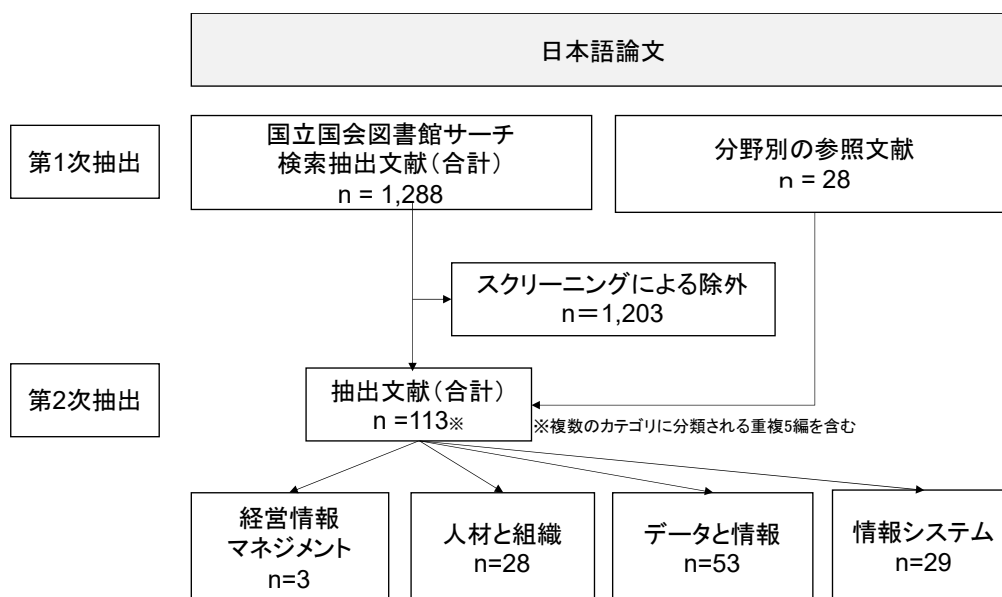 日本語論文
第1次抽出
国立国会図書館サーチ
検索抽出文献（合計）
n = 1,288
分野別の参照文献
ｎ = 28
スクリーニングによる除外
n＝1,203
第2次抽出
抽出文献（合計）
n =113※
※複数のカテゴリに分類される重複5編を含む
経営情報
マネジメント
n=3
人材と組織
n=28
データと情報
n=53
情報システム
n=29